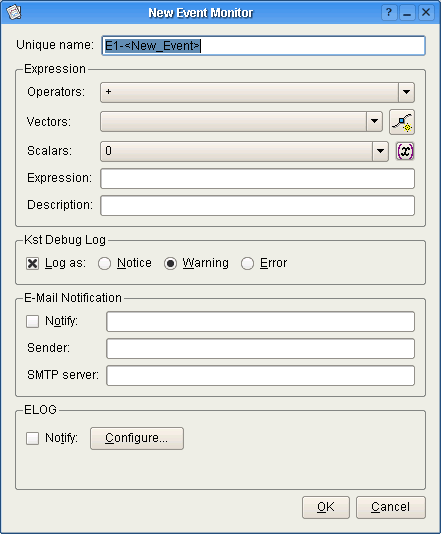 New Event Monitor
Unique name: E1-<New_Event>
Expression
Operators: +
Vectors:
Scalars: 0 (x)
Expression:
Description:
Kst Debug Log
Log as: Notice Warning Error
E-Mail Notification
Notify:
Sender:
SMTP server:
ELOG
Notify: Configure...
OK Cancel